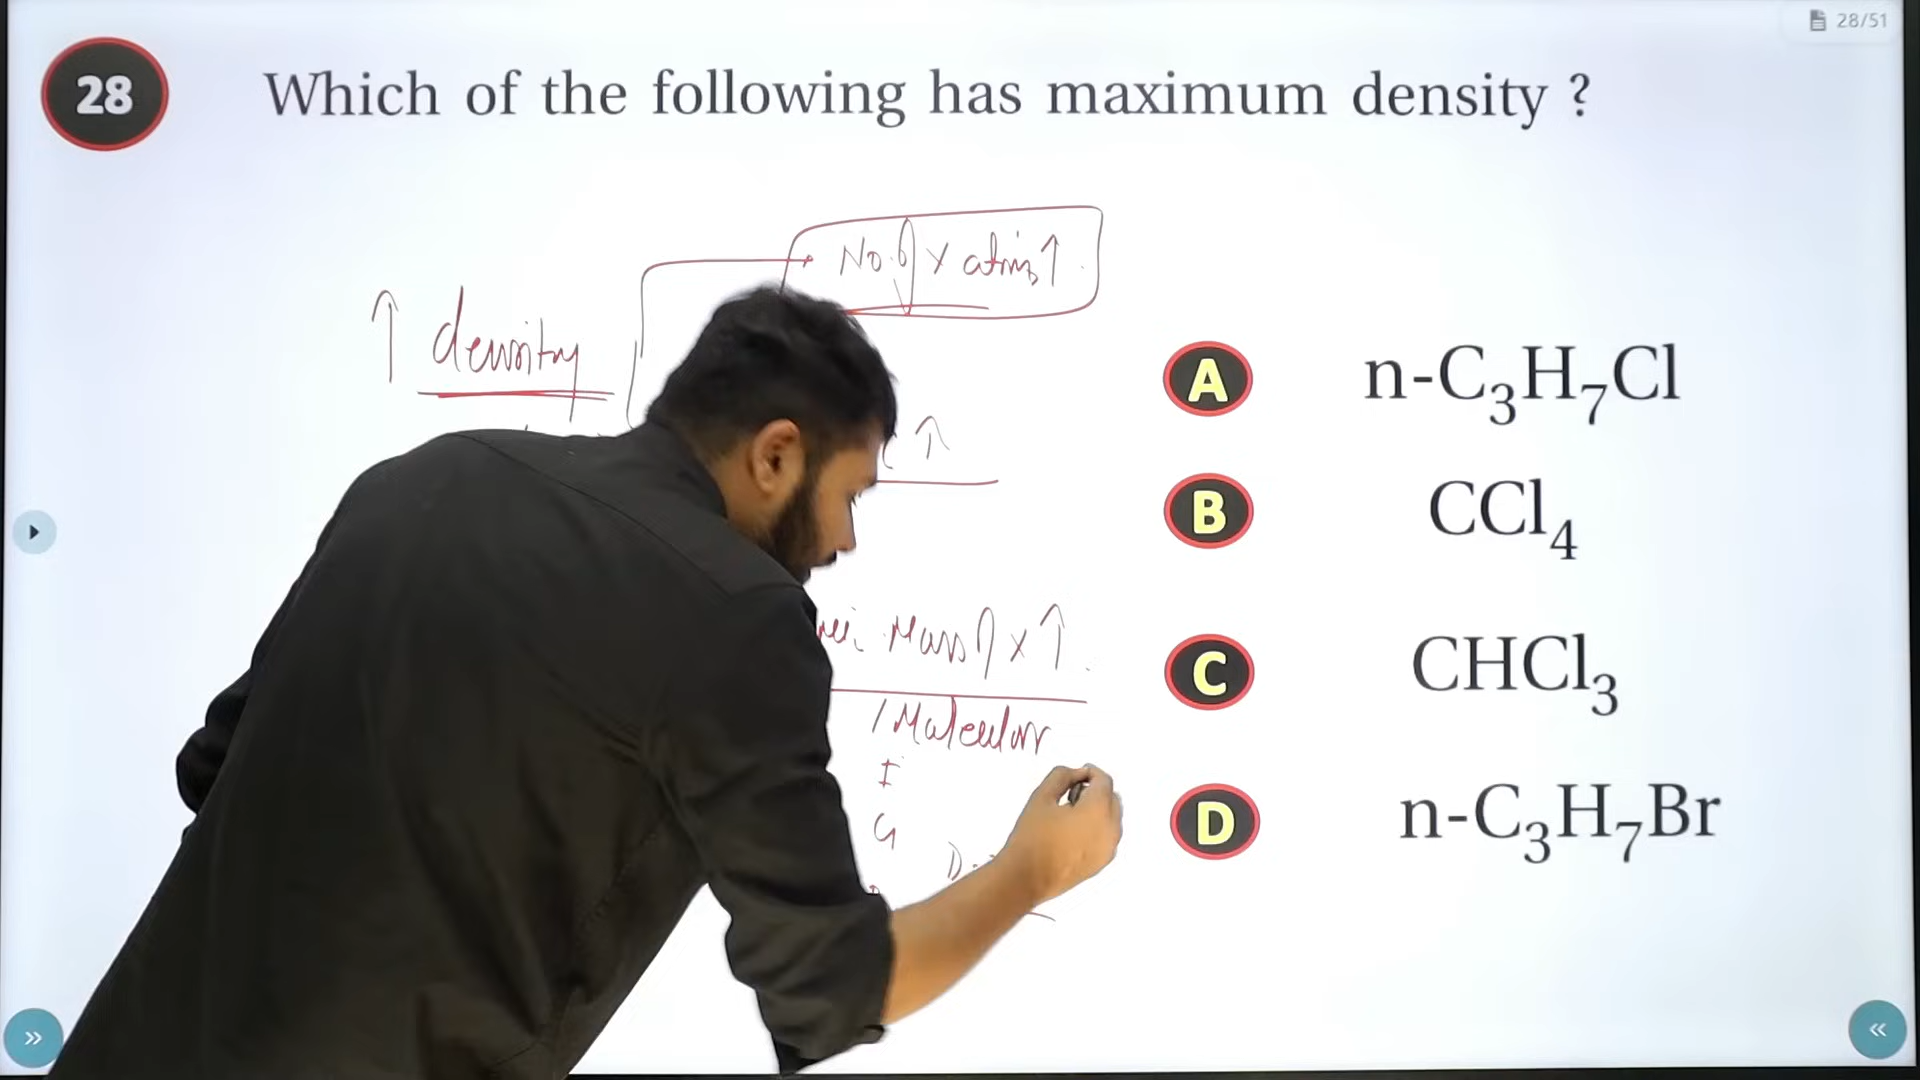 28/51
28 Which of the following has maximum density ?
No. of X atoms ↑
↑ density
↑
A n-C₃H₇Cl
B CCl₄
C CHCl₃
Mass ↑ X ↑
/Molecular
I
D n-C₃H₇Br